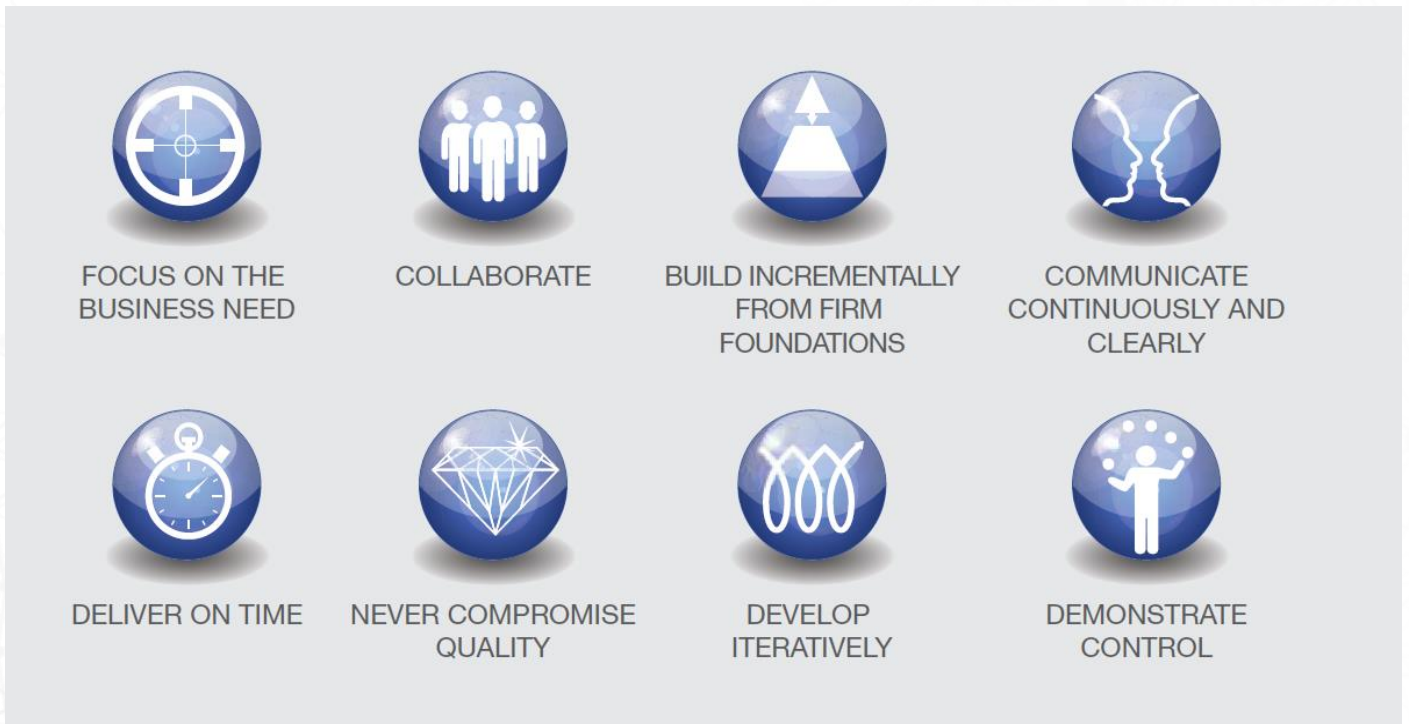 FOCUS ON THE
BUSINESS NEED
COLLABORATE
BUILD INCREMENTALLY
FROM FIRM
FOUNDATIONS
COMMUNICATE
CONTINUOUSLY AND
CLEARLY
DELIVER ON TIME
NEVER COMPROMISE
QUALITY
DEVELOP
ITERATIVELY
DEMONSTRATE
CONTROL